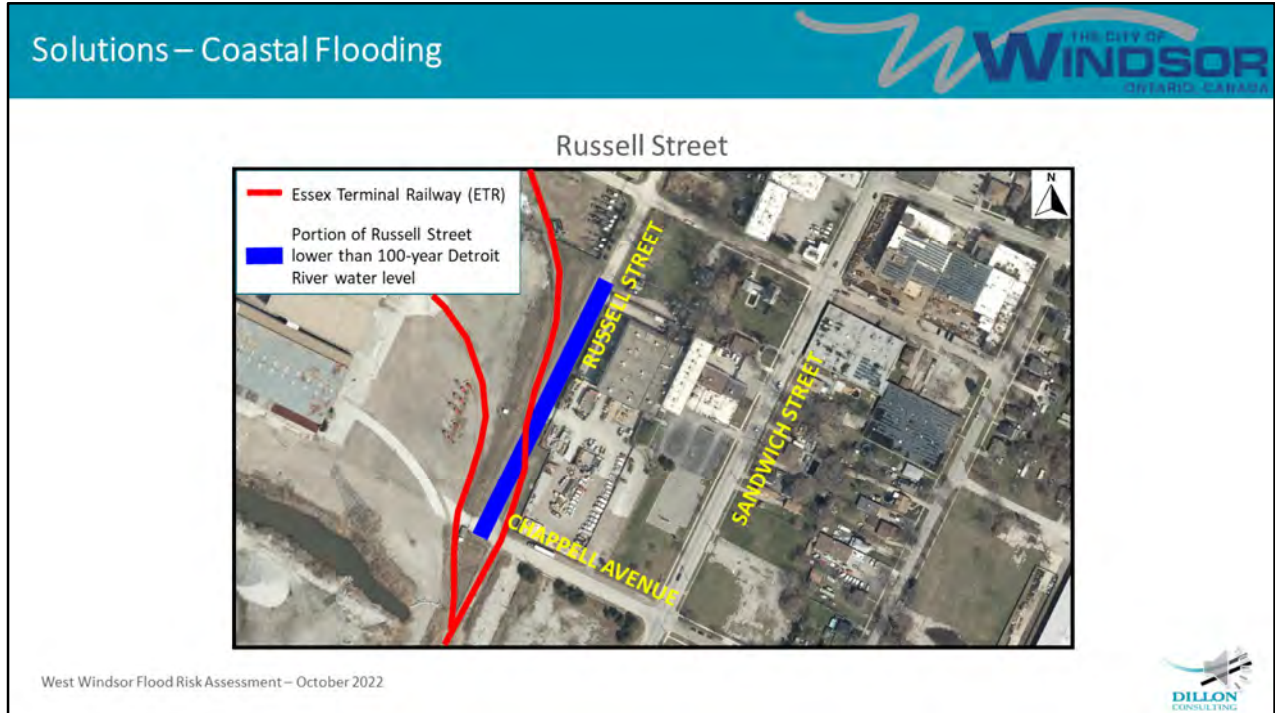 Solutions – Coastal Flooding
THE CITY OF
WINDSOR
ONTARIO, CANADA
Russell Street
Essex Terminal Railway (ETR)
Portion of Russell Street
lower than 100-year Detroit
River water level
N
RUSSELL STREET
SANDWICH STREET
CHAPPELL AVENUE
West Windsor Flood Risk Assessment – October 2022
DILLON
CONSULTING